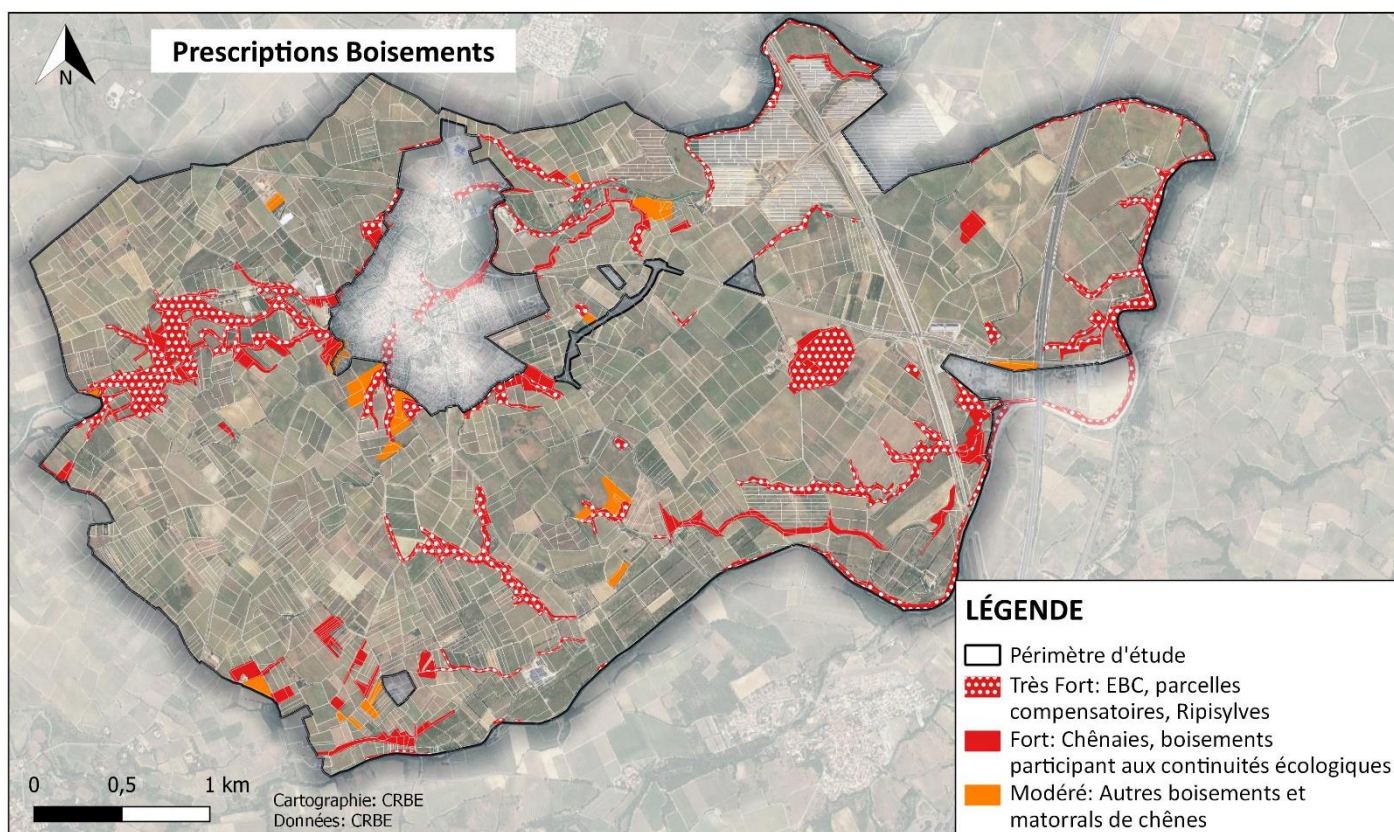 Prescriptions Boisements
N
LÉGENDE
Périmètre d'étude
Très Fort: EBC, parcelles
compensatoires, Ripisylves
Fort: Chênaies, boisements
participant aux continuités écologiques
Modéré: Autres boisements et
matorrals de chênes
0 0,5 1 km
Cartographie: CRBE
Données: CRBE